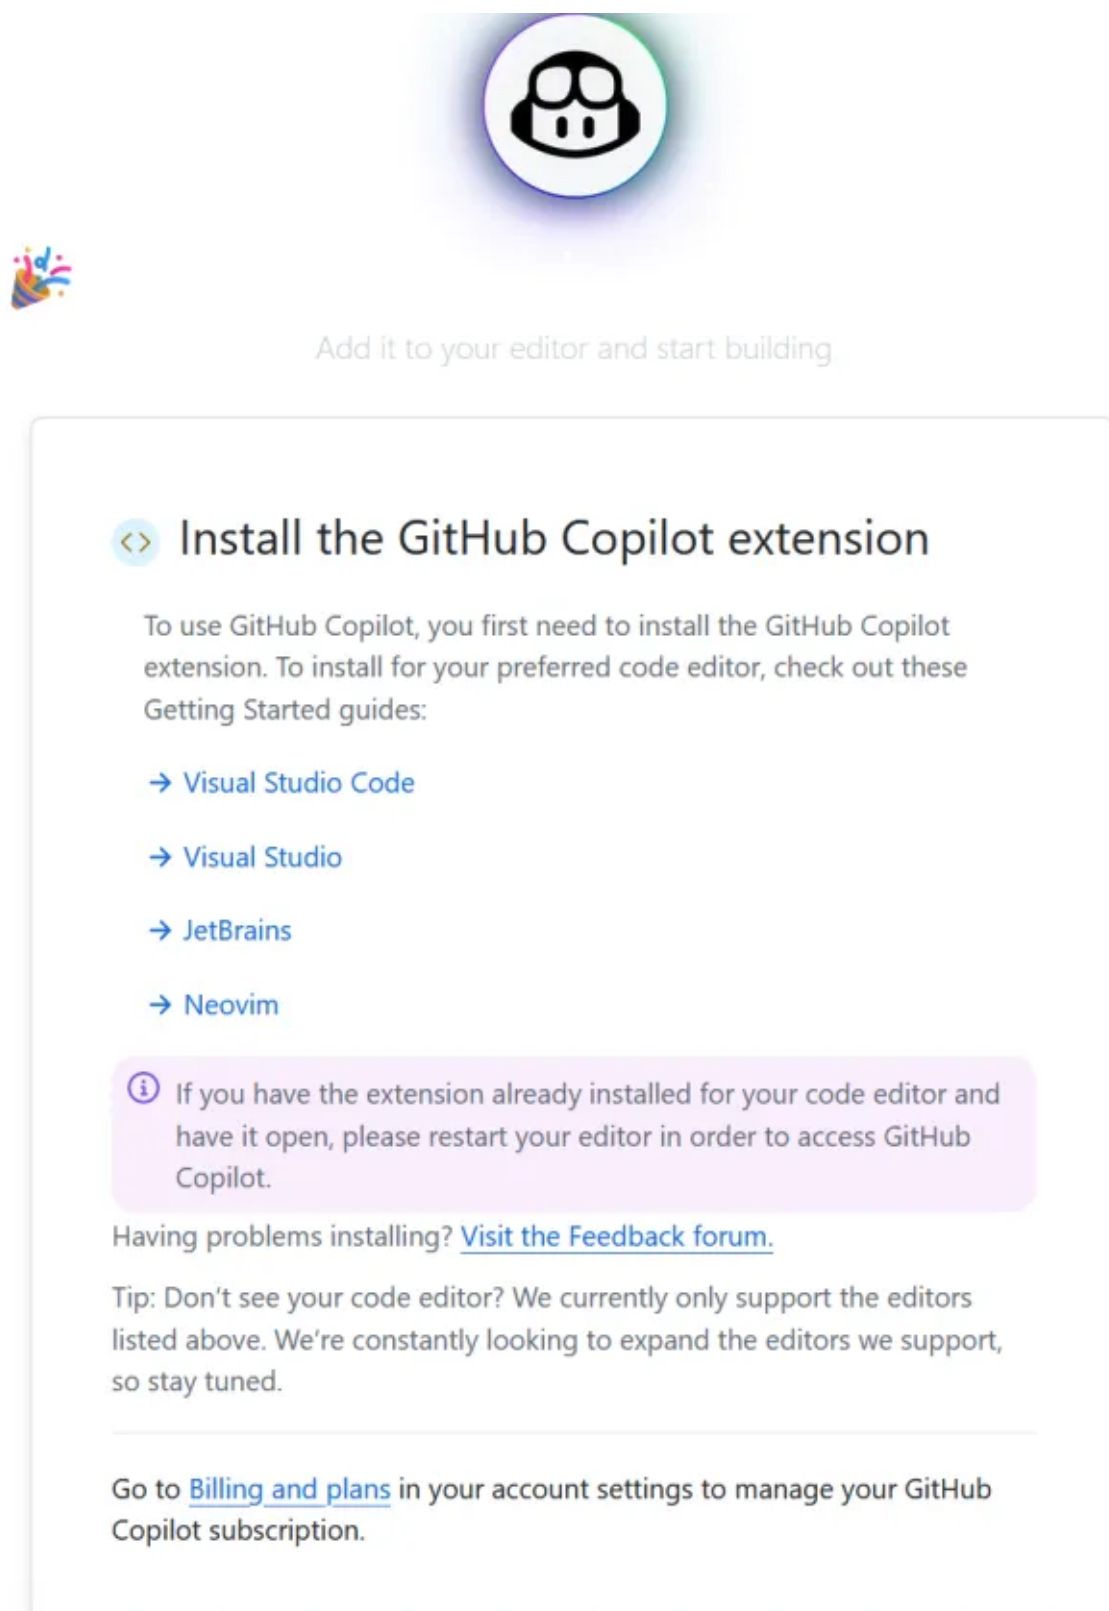 Add it to your editor and start building
Install the GitHub Copilot extension
To use GitHub Copilot, you first need to install the GitHub Copilot
extension. To install for your preferred code editor, check out these
Getting Started guides:
→ Visual Studio Code
→ Visual Studio
→ JetBrains
→ Neovim
If you have the extension already installed for your code editor and
have it open, please restart your editor in order to access GitHub
Copilot.
Having problems installing? Visit the Feedback forum.
Tip: Don't see your code editor? We currently only support the editors
listed above. We're constantly looking to expand the editors we support,
so stay tuned.
Go to Billing and plans in your account settings to manage your GitHub
Copilot subscription.